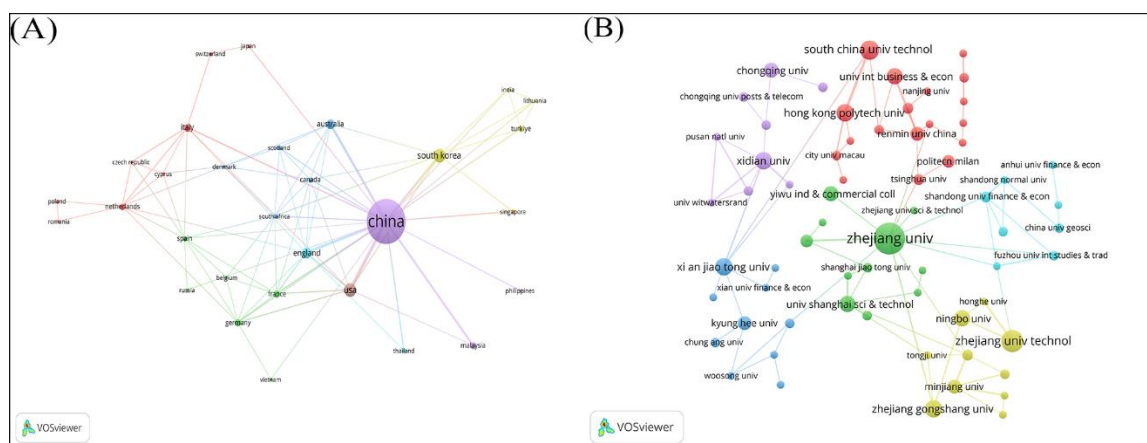 (A)
japan
switzerland
india
lithuania
italy
australia
turkiye
scotland
south korea
czech republic
denmark
cyprus
canada
poland
netherlands
romania
south africa
china
singapore
spain
england
belgium
russia
france
usa
philippines
germany
malaysia
thailand
vietnam
VOSviewer
(B)
south china univ technol
chongqing univ
univ int business & econ
chongqing univ posts & telecom
nanjing univ
hong kong polytech univ
pusan natl univ
renmin univ china
city univ macau
xidian univ
politecn milan
anhui univ finance & econ
tsinghua univ
shandong normal univ
yiwu ind & commercial coll
shandong univ finance & econ
univ witwatersrand
zhejiang univ sci & technol
china univ geosci
zhejiang univ
fuzhou univ int studies & trad
xi an jiao tong univ
shanghai jiao tong univ
xian univ finance & econ
univ shanghai sci & technol
honghe univ
kyung hee univ
ningbo univ
chung ang univ
zhejiang univ technol
tongji univ
woosong univ
minjiang univ
zhejiang gongshang univ
VOSviewer